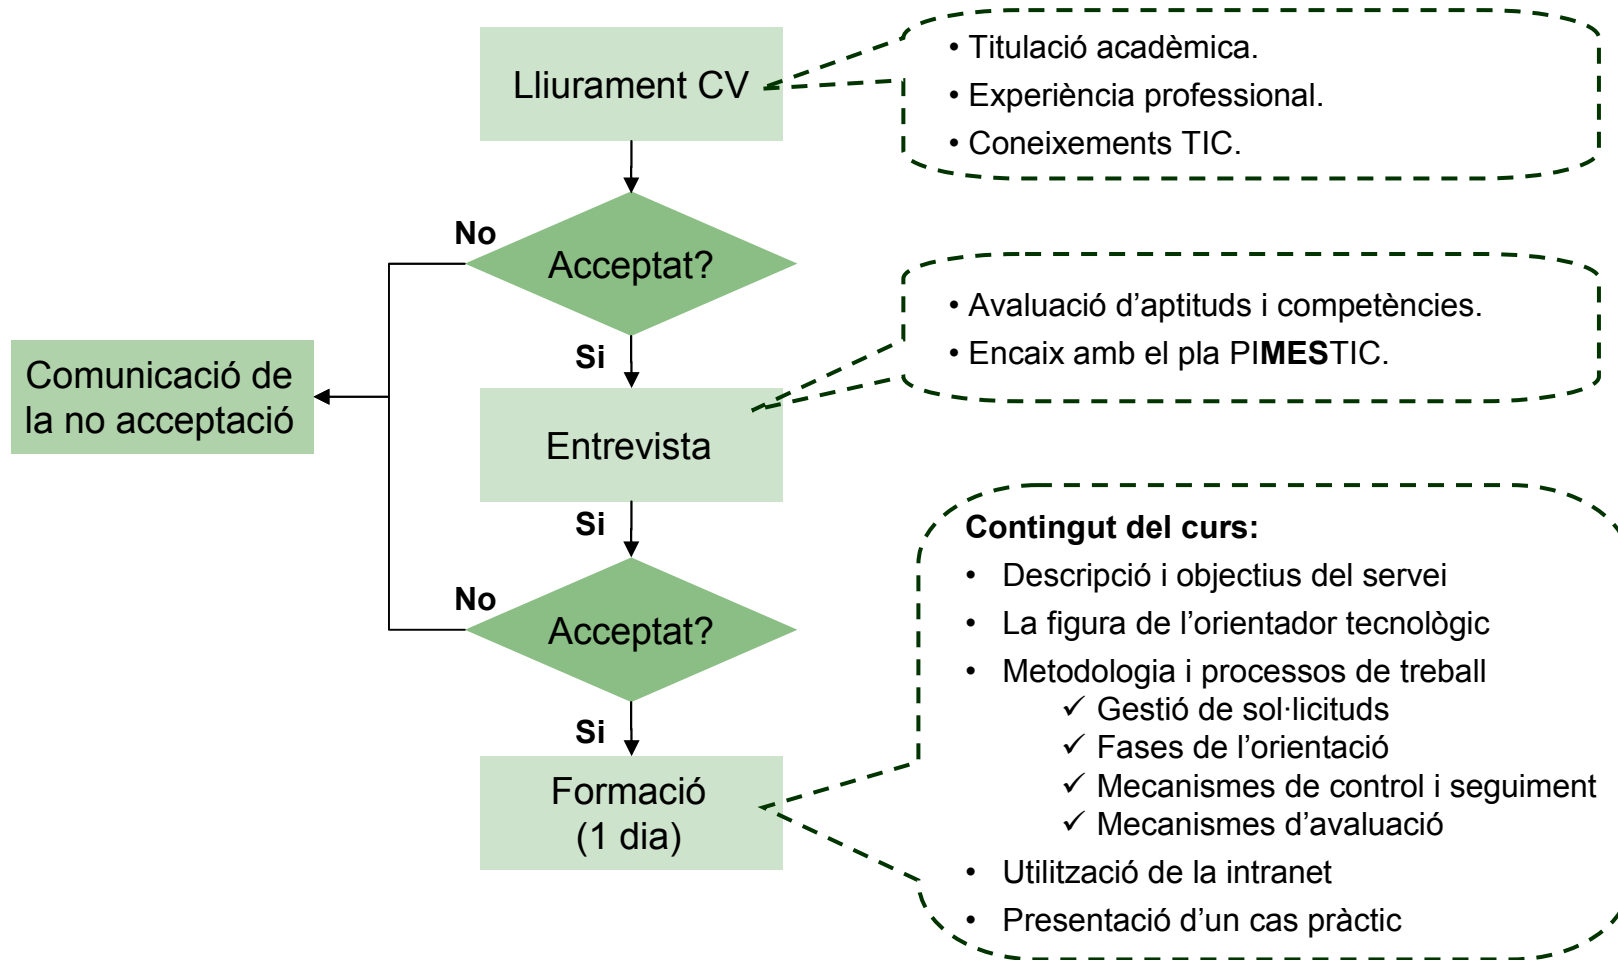 Lliurament CV
• Titulació acadèmica.
• Experiència professional.
• Coneixements TIC.
No
Acceptat?
Si
• Avaluació d’aptituds i competències.
• Encaix amb el pla PIMESTIC.
Comunicació de
la no acceptació
Entrevista
Si
No
Acceptat?
Si
Formació
(1 dia)
Contingut del curs:
• Descripció i objectius del servei
• La figura de l’orientador tecnològic
• Metodologia i processos de treball
✓ Gestió de sol·licituds
✓ Fases de l’orientació
✓ Mecanismes de control i seguiment
✓ Mecanismes d’avaluació
• Utilització de la intranet
• Presentació d’un cas pràctic